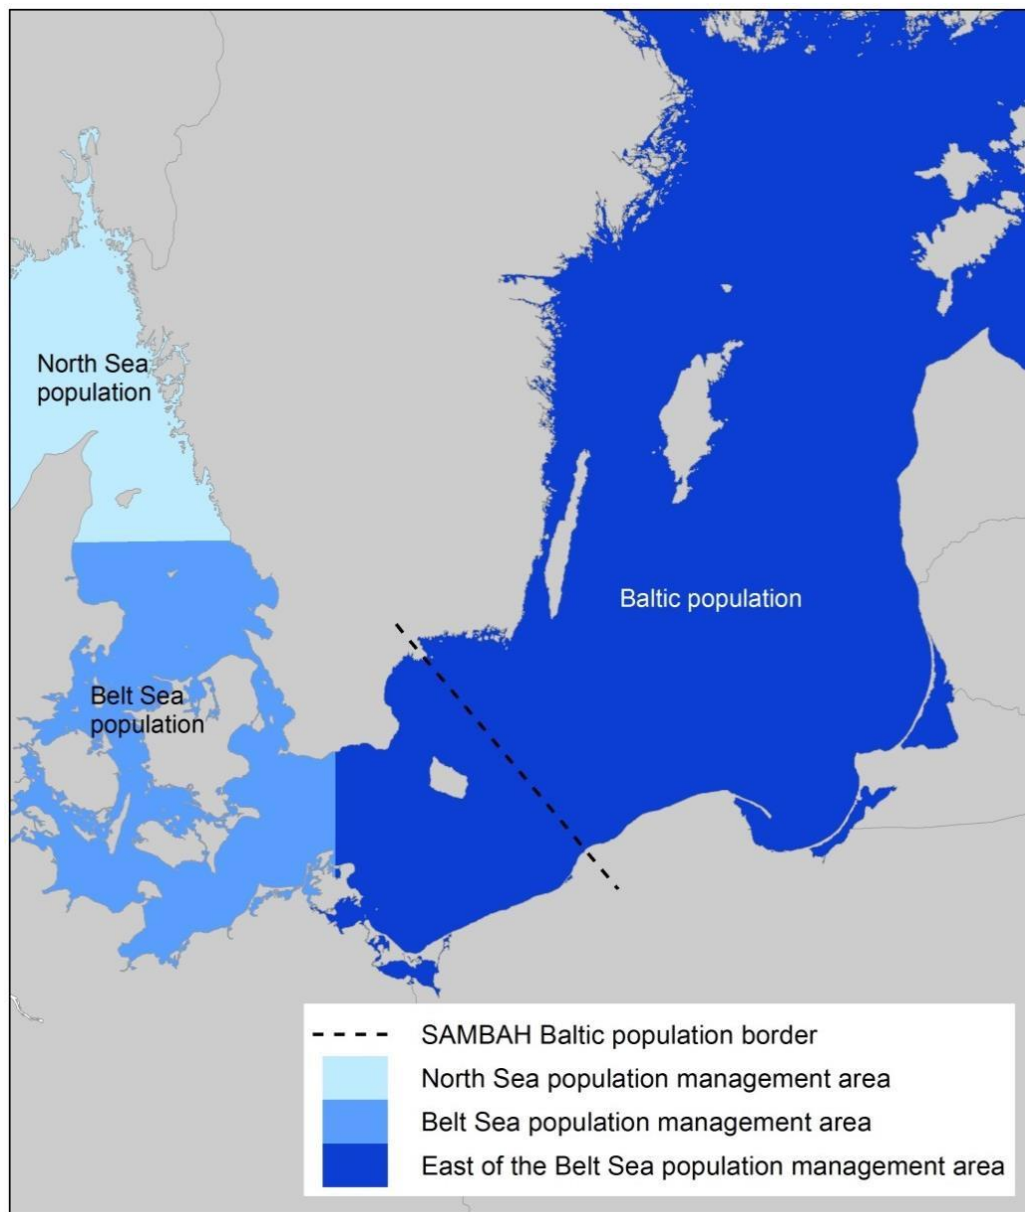 North Sea
population
Belt Sea
population
Baltic population
SAMBAH Baltic population border
North Sea population management area
Belt Sea population management area
East of the Belt Sea population management area